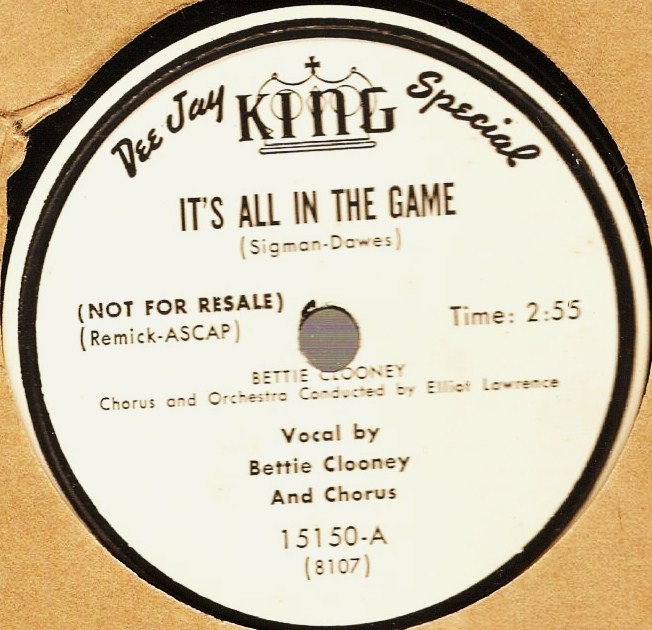 Dee Jay KING Special
IT'S ALL IN THE GAME
(Sigman-Dawes)
(NOT FOR RESALE)
(Remick-ASCAP)
Time: 2:55
BETTIE CLOONEY
Chorus and Orchestra Conducted by Elliot Lawrence
Vocal by
Bettie Clooney
And Chorus
15150-A
(8107)